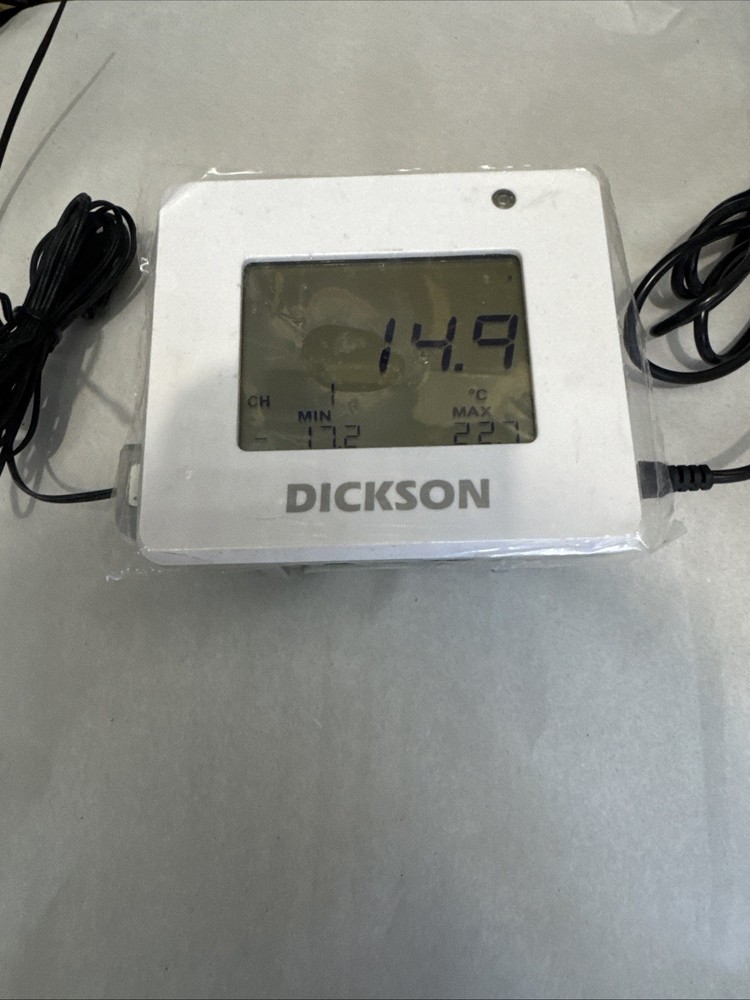 14.9
CH 1 °C
MIN MAX
- 17.2 22.7
DICKSON